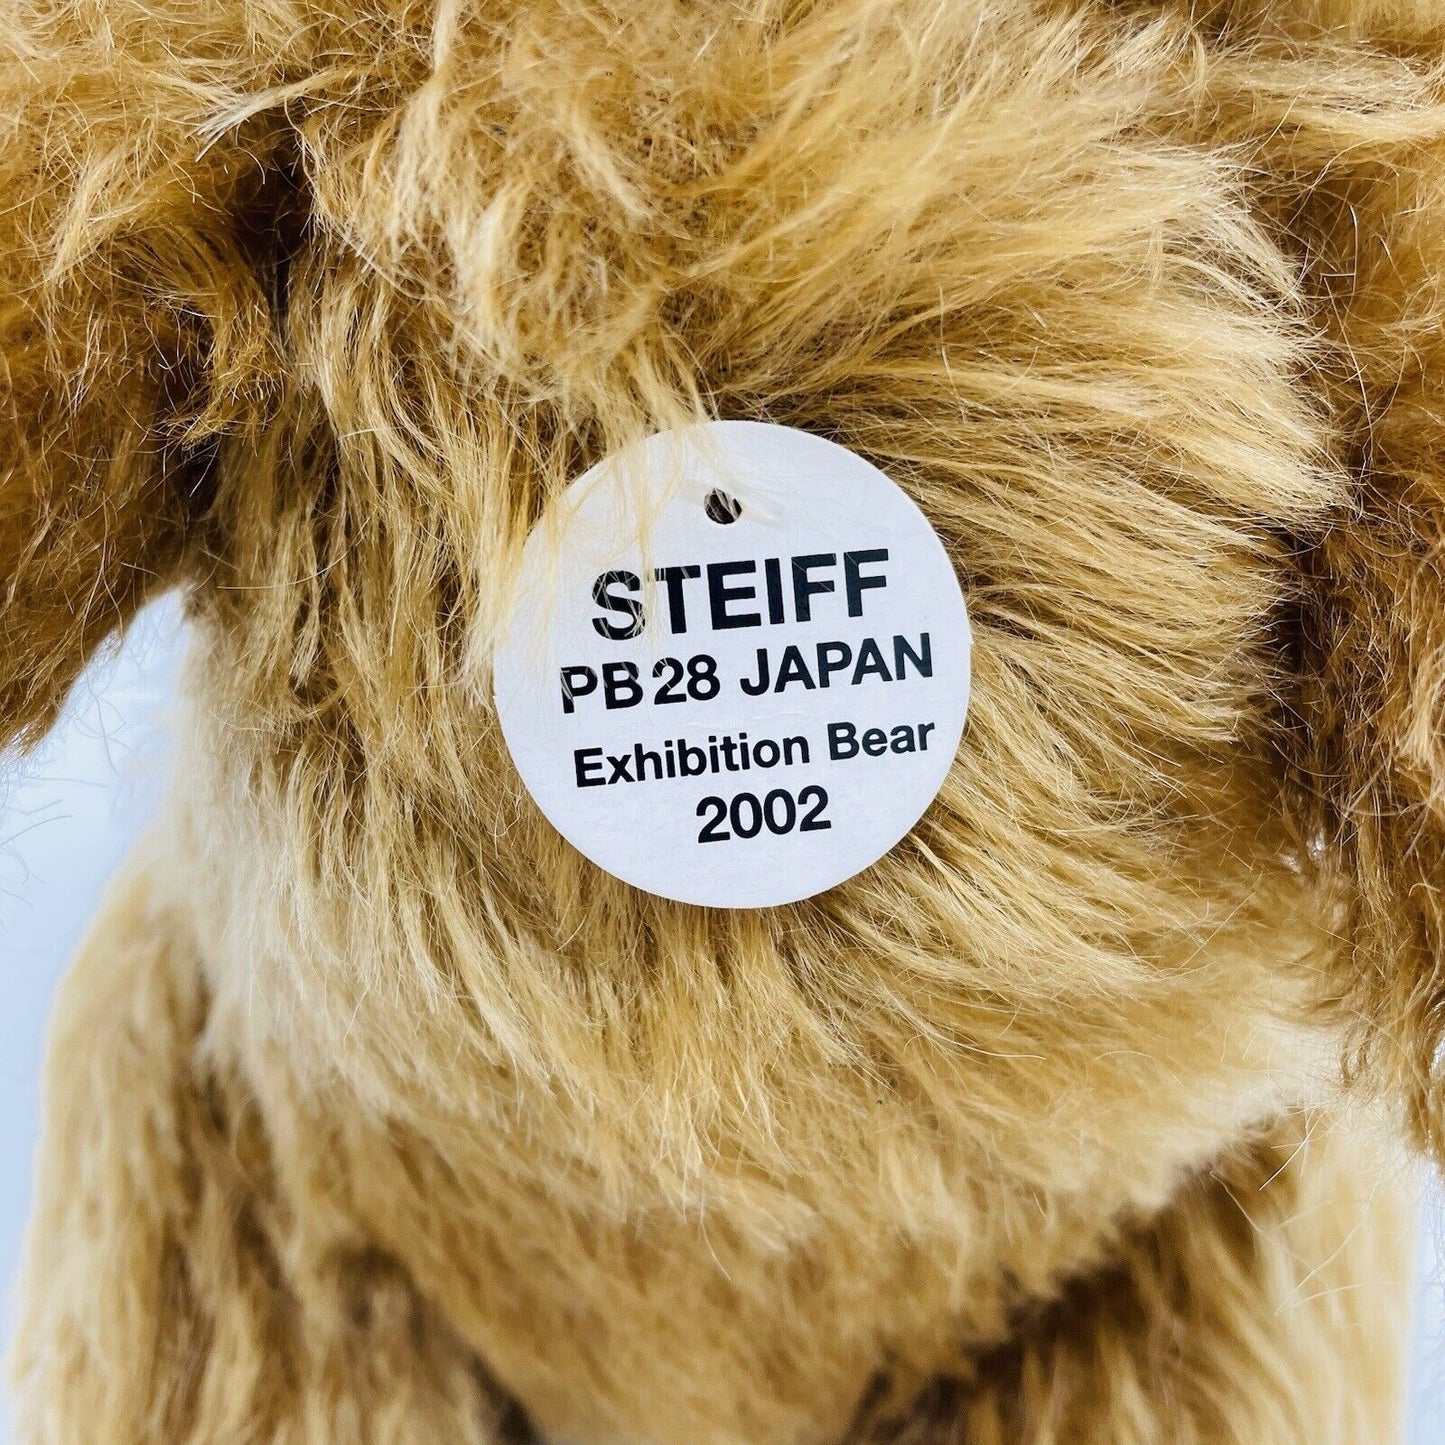 STEIFF
PB28 JAPAN
Exhibition Bear
2002